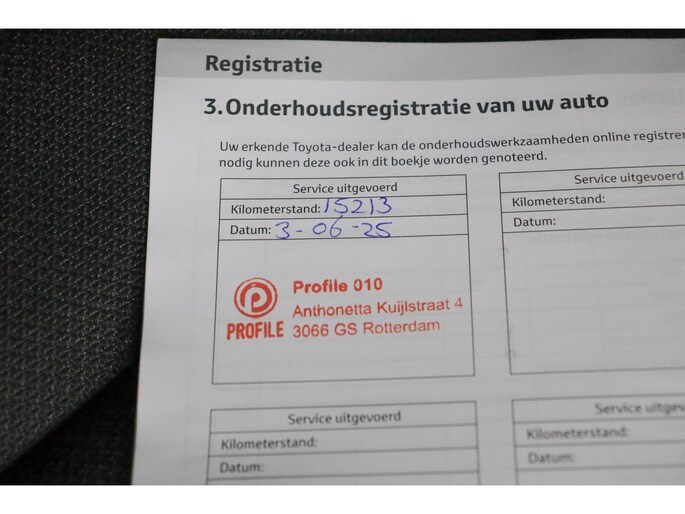 Registratie
3.Onderhoudsregistratie van uw auto
Uw erkende Toyota-dealer kan de onderhoudswerkzaamheden online registrer
nodig kunnen deze ook in dit boekje worden genoteerd.
Service uitgevoerd
Kilometerstand: 15213
Datum: 3-06-25
PROFILE
Profile 010
Anthonetta Kuijlstraat 4
3066 GS Rotterdam
Service uitgevoerd
Kilometerstand:
Datum:
Service uitgevoerd
Kilometerstand:
Datum:
Service uitgev
Kilometerstand:
Datum: